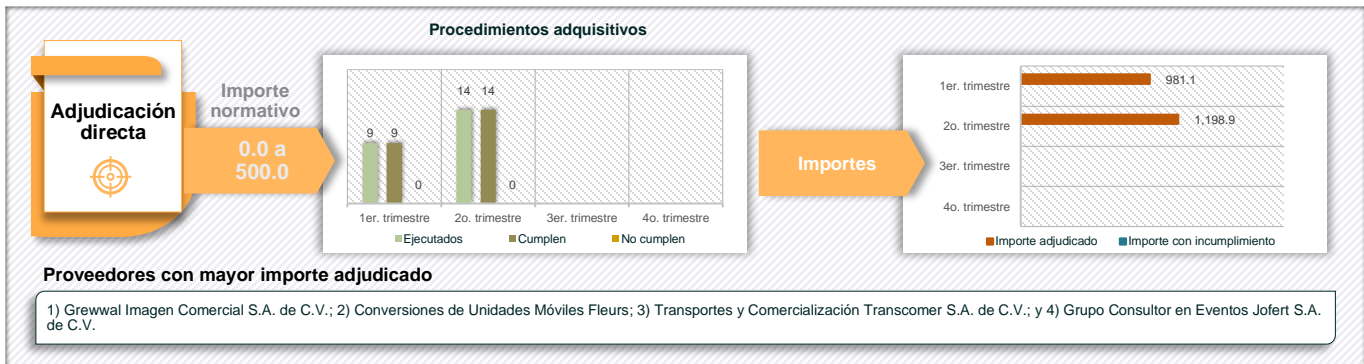 Procedimientos adquisitivos
Adjudicación
directa
Importe
normativo
0.0 a
500.0
9
9
0
14
14
0
1er. trimestre
2o. trimestre
3er. trimestre
4o. trimestre
Ejecutados
Cumplen
No cumplen
Importes
1er. trimestre
981.1
2o. trimestre
1,198.9
3er. trimestre
4o. trimestre
Importe adjudicado
Importe con incumplimiento
Proveedores con mayor importe adjudicado
1) Grewwal Imagen Comercial S.A. de C.V.; 2) Conversiones de Unidades Móviles Fleurs; 3) Transportes y Comercialización Transcomer S.A. de C.V.; y 4) Grupo Consultor en Eventos Jofert S.A.
de C.V.